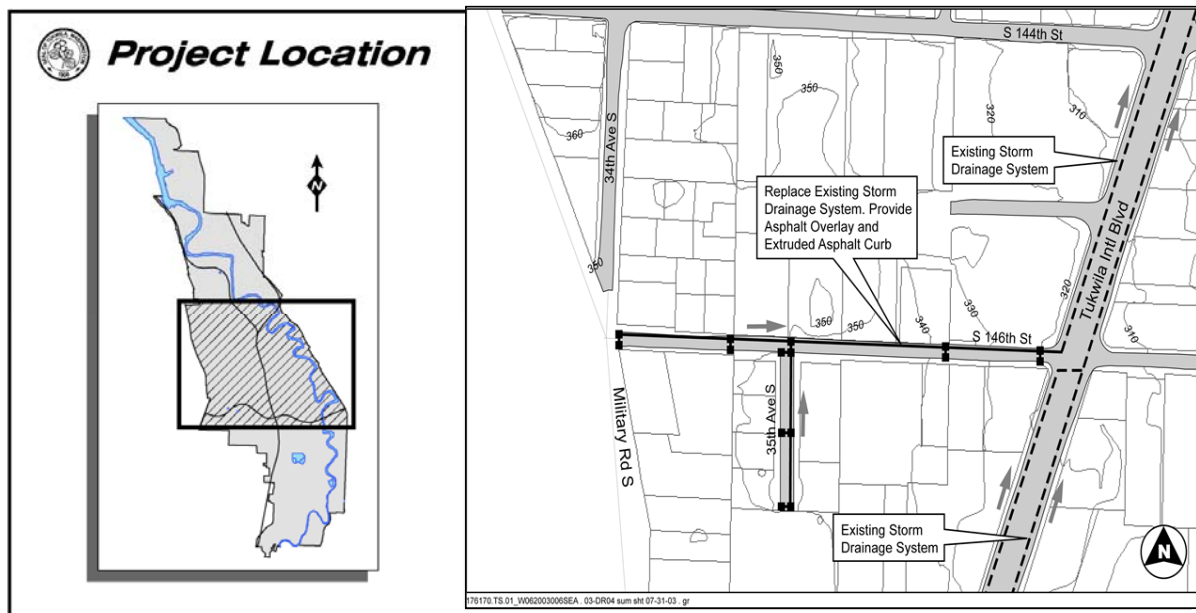 Project Location
N
S 144th St
34th Ave S
350
350
360
320
310
Existing Storm
Drainage System
Replace Existing Storm
Drainage System. Provide
Asphalt Overlay and
Extruded Asphalt Curb
Tukwila Intl Blvd
350
320
330
350
350
340
310
S 146th St
Military Rd S
35th Ave S
Existing Storm
Drainage System
N
176170.TS.01_W062003006SEA . 03-DR04 sum sht 07-31-03 . gr